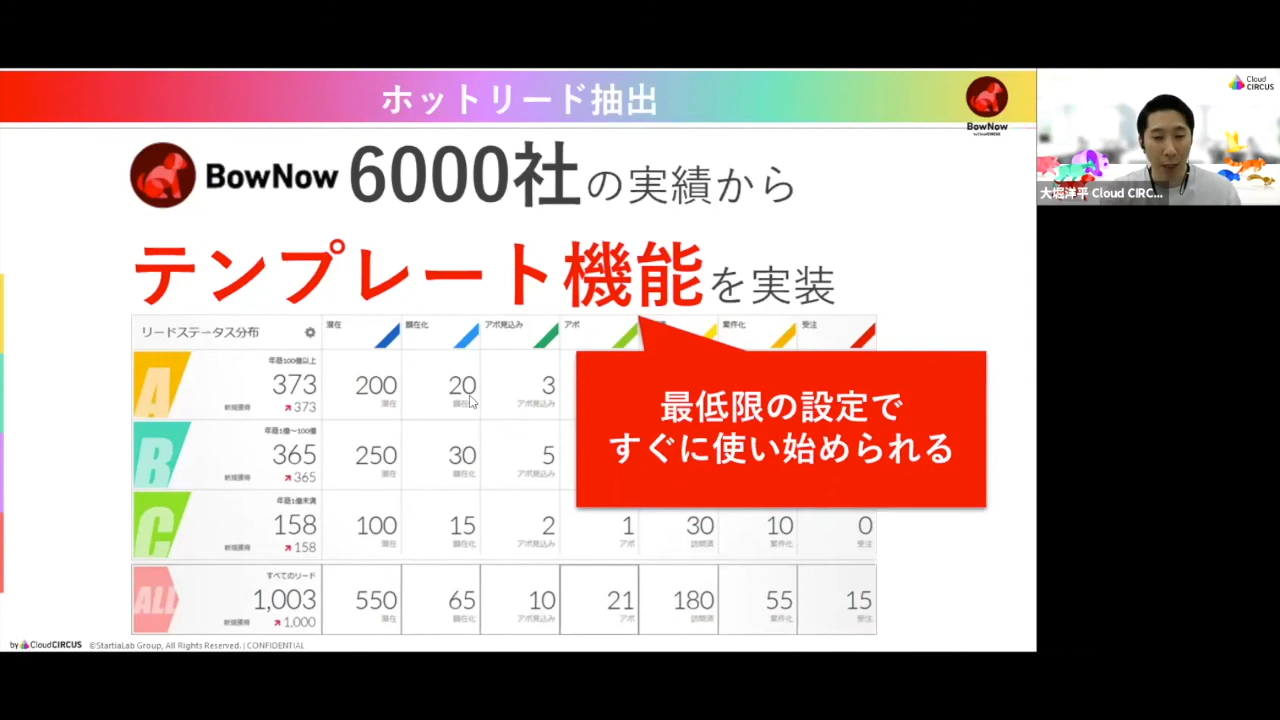 ホットリード抽出
BowNow
by CloudCIRCUS
Cloud
CIRCUS
大堀洋平 Cloud CIRC...
BowNow 6000社の実績から
テンプレート機能を実装
リードステータス分布 潜在 顕在化 アポ見込み アポ 案件化 受注
最低限の設定で
すぐに使い始められる
A 年商100億以上
373 200 20 3
新規獲得 373 潜在 顕在化 アポ見込み
B 年商1億〜100億
365 250 30 5
新規獲得 365 潜在 顕在化 アポ見込み
C 年商1億未満
158 100 15 2 1 30 10 0
新規獲得 158 潜在 顕在化 アポ見込み アポ 訪問済 案件化 受注
ALL すべてのリード
1,003 550 65 10 21 180 55 15
新規獲得 1,000 潜在 顕在化 アポ見込み アポ 訪問済 案件化 受注
by CloudCIRCUS ©StartiaLab Group, All Rights Reserved. | CONFIDENTIAL